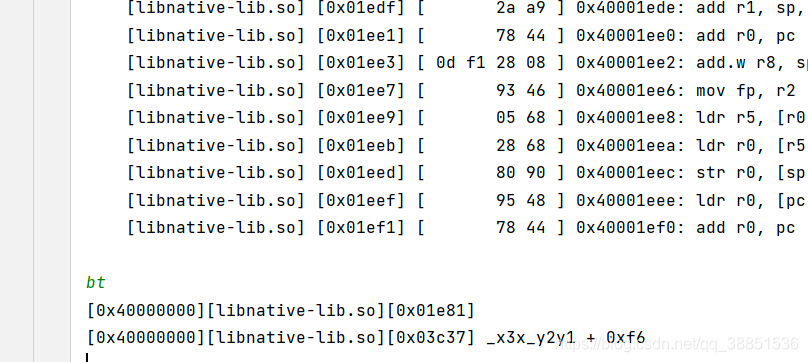 [libnative-lib.so] [0x01edf] [ 2a a9 ] 0x40001ede: add r1, sp,
[libnative-lib.so] [0x01ee1] [ 78 44 ] 0x40001ee0: add r0, pc
[libnative-lib.so] [0x01ee3] [ 0d f1 28 08 ] 0x40001ee2: add.w r8, sp
[libnative-lib.so] [0x01ee7] [ 93 46 ] 0x40001ee6: mov fp, r2
[libnative-lib.so] [0x01ee9] [ 05 68 ] 0x40001ee8: ldr r5, [r0
[libnative-lib.so] [0x01eeb] [ 28 68 ] 0x40001eea: ldr r0, [r5
[libnative-lib.so] [0x01eed] [ 80 90 ] 0x40001eec: str r0, [sp
[libnative-lib.so] [0x01eef] [ 95 48 ] 0x40001eee: ldr r0, [pc
[libnative-lib.so] [0x01ef1] [ 78 44 ] 0x40001ef0: add r0, pc
bt
[0x40000000][libnative-lib.so][0x01e81]
[0x40000000][libnative-lib.so][0x03c37] _x3x_y2y1 + 0xf6
https://blog.csdn.net/qq_38851536